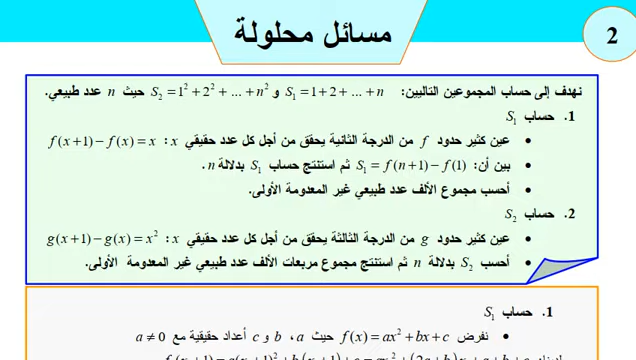 مسائل محلولة
2
نهدف إلى حساب المجموعين التاليين: S₁ = 1 + 2 + ... + n و S₂ = 1² + 2² + ... + n² حيث n عدد طبيعي.
1. حساب S₁
• عين كثير حدود f من الدرجة الثانية يحقق من أجل كل عدد حقيقي x : f(x+1) − f(x) = x
• بين أن: S₁ = f(n+1) − f(1) ثم استنتج حساب S₁ بدلالة n .
• أحسب مجموع الألف عدد طبيعي غير المعدومة الأولى.
2. حساب S₂
• عين كثير حدود g من الدرجة الثالثة يحقق من أجل كل عدد حقيقي x : g(x+1) − g(x) = x²
• أحسب S₂ بدلالة n ثم استنتج مجموع مربعات الألف عدد طبيعي غير المعدومة الأولى.
1. حساب S₁
• نفرض f(x) = ax² + bx + c حيث a ، b و c أعداد حقيقية مع a ≠ 0